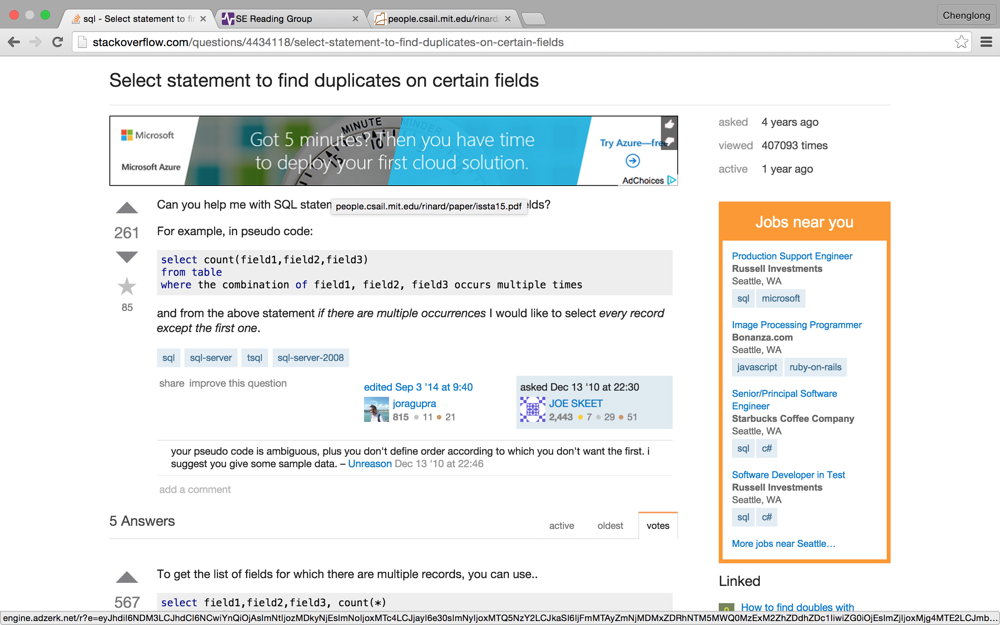 sql - Select statement to fin
SE Reading Group
people.csail.mit.edu/rinard/
Chenglong
stackoverflow.com/questions/4434118/select-statement-to-find-duplicates-on-certain-fields
Select statement to find duplicates on certain fields
Microsoft
Microsoft Azure
MINUTE
MINDER
10
5
15
Got 5 minutes? Then you have time
to deploy your first cloud solution.
Try Azure—free
AdChoices
asked 4 years ago
viewed 407093 times
active 1 year ago
Can you help me with SQL statem
people.csail.mit.edu/rinard/paper/issta15.pdf
elds?
261
For example, in pseudo code:
select count(field1,field2,field3)
from table
where the combination of field1, field2, field3 occurs multiple times
85
and from the above statement if there are multiple occurrences I would like to select every record
except the first one.
sql sql-server tsql sql-server-2008
share improve this question
edited Sep 3 '14 at 9:40
joragupra
815 11 21
asked Dec 13 '10 at 22:30
JOE SKEET
2,443 7 29 51
your pseudo code is ambiguous, plus you don't define order according to which you don't want the first. i
suggest you give some sample data. – Unreason Dec 13 '10 at 22:46
add a comment
5 Answers
active oldest votes
To get the list of fields for which there are multiple records, you can use..
567
select field1,field2,field3, count(*)
Jobs near you
Production Support Engineer
Russell Investments
Seattle, WA
sql microsoft
Image Processing Programmer
Bonanza.com
Seattle, WA
javascript ruby-on-rails
Senior/Principal Software
Engineer
Starbucks Coffee Company
Seattle, WA
sql c#
Software Developer in Test
Russell Investments
Seattle, WA
sql c#
More jobs near Seattle…
Linked
0
How to find doubles with